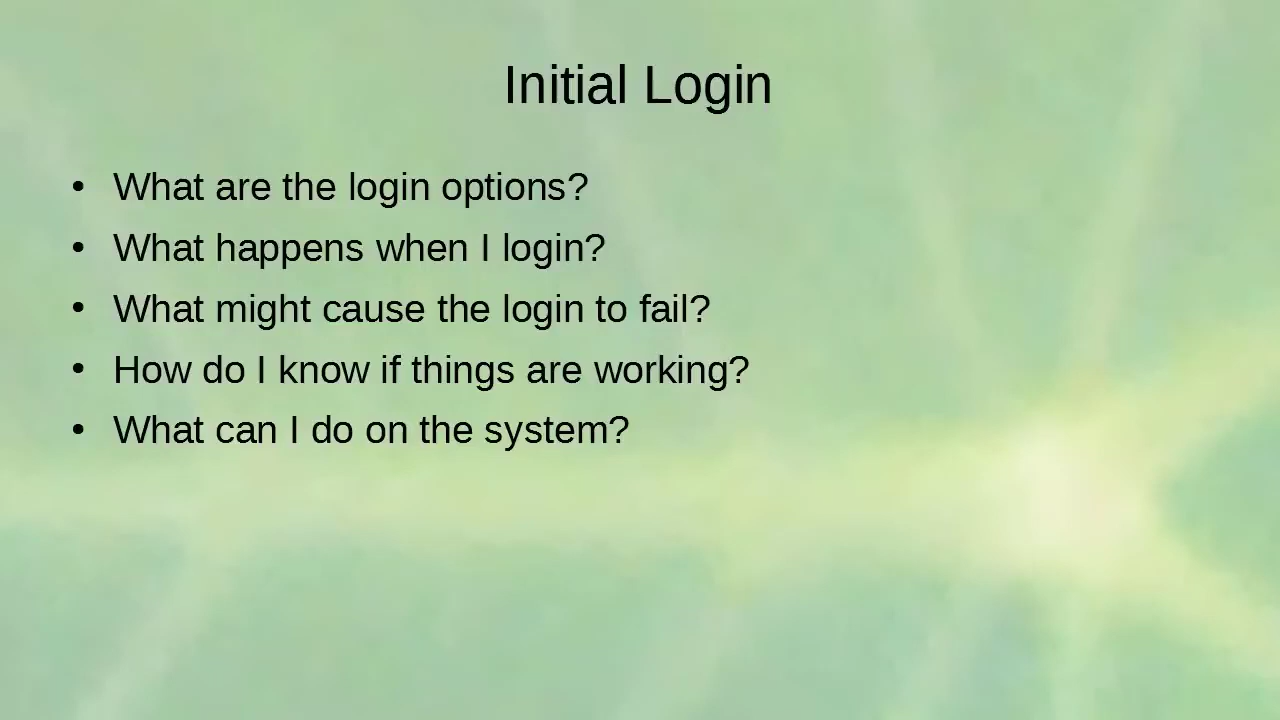 Initial Login
• What are the login options?
• What happens when I login?
• What might cause the login to fail?
• How do I know if things are working?
• What can I do on the system?